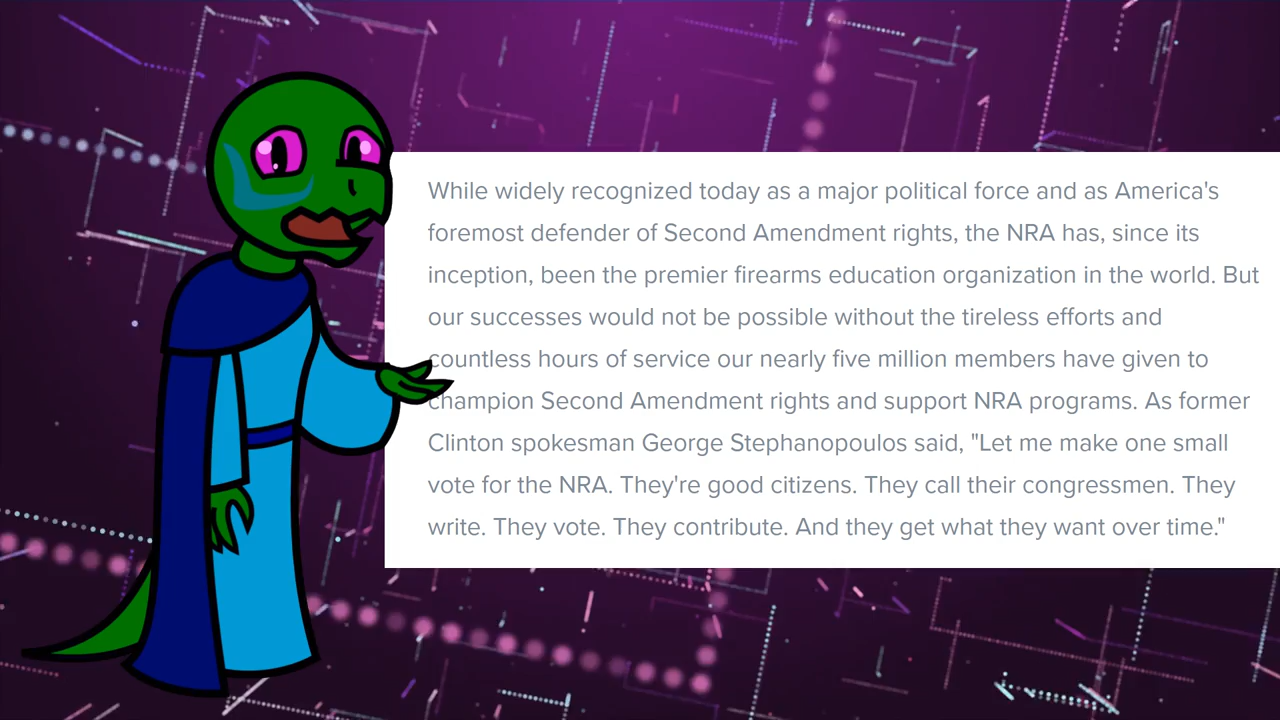 While widely recognized today as a major political force and as America's
foremost defender of Second Amendment rights, the NRA has, since its
inception, been the premier firearms education organization in the world. But
our successes would not be possible without the tireless efforts and
countless hours of service our nearly five million members have given to
champion Second Amendment rights and support NRA programs. As former
Clinton spokesman George Stephanopoulos said, "Let me make one small
vote for the NRA. They're good citizens. They call their congressmen. They
write. They vote. They contribute. And they get what they want over time."